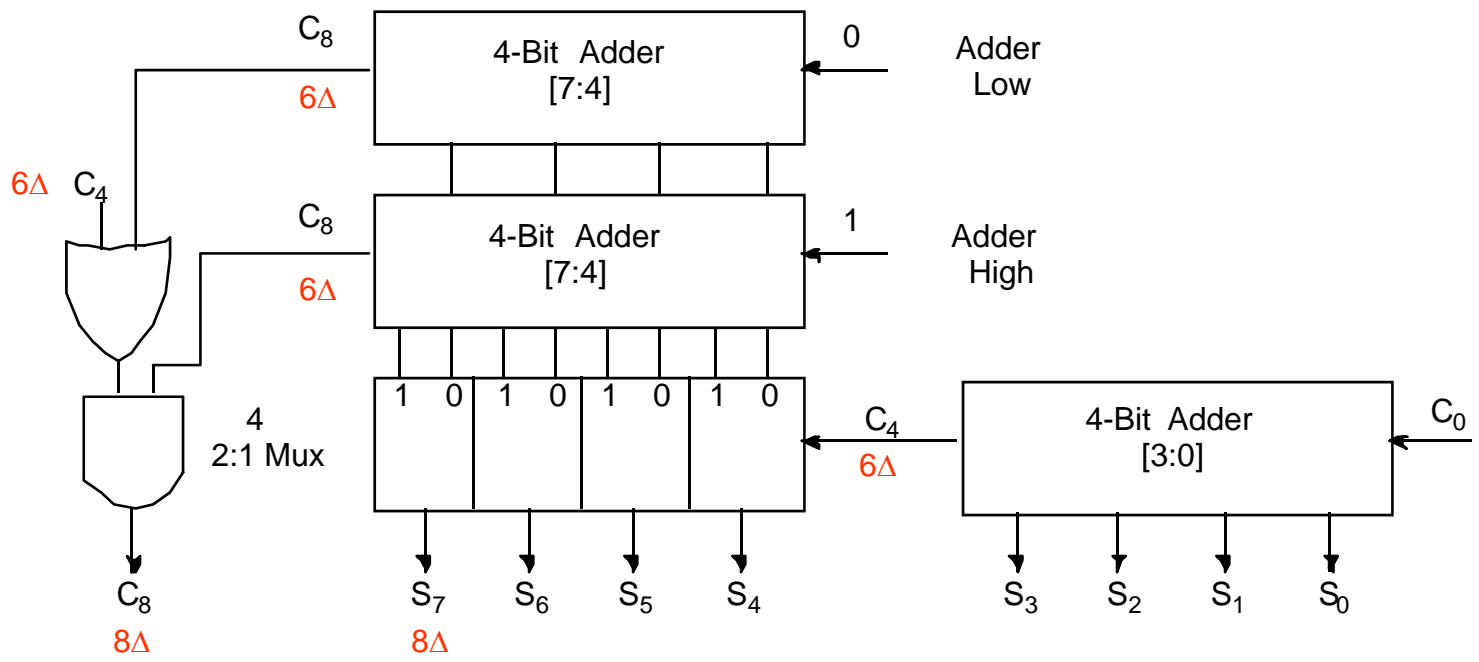 C8
4-Bit Adder
[7:4]
0
Adder
Low
6Δ
6Δ
C4
C8
4-Bit Adder
[7:4]
1
Adder
High
6Δ
1 0 1 0 1 0 1 0
4
2:1 Mux
C4
6Δ
4-Bit Adder
[3:0]
C0
C8
8Δ
S7
S6
S5
S4
8Δ
S3
S2
S1
S0